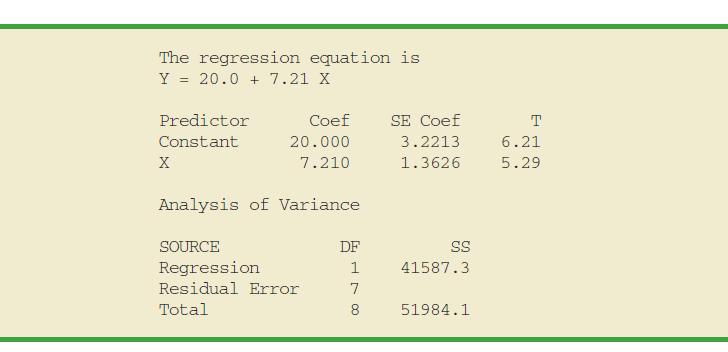 The regression equation is
Y = 20.0 + 7.21 X
Predictor Coef SE Coef T
Constant 20.000 3.2213 6.21
X 7.210 1.3626 5.29
Analysis of Variance
SOURCE DF SS
Regression 1 41587.3
Residual Error 7
Total 8 51984.1